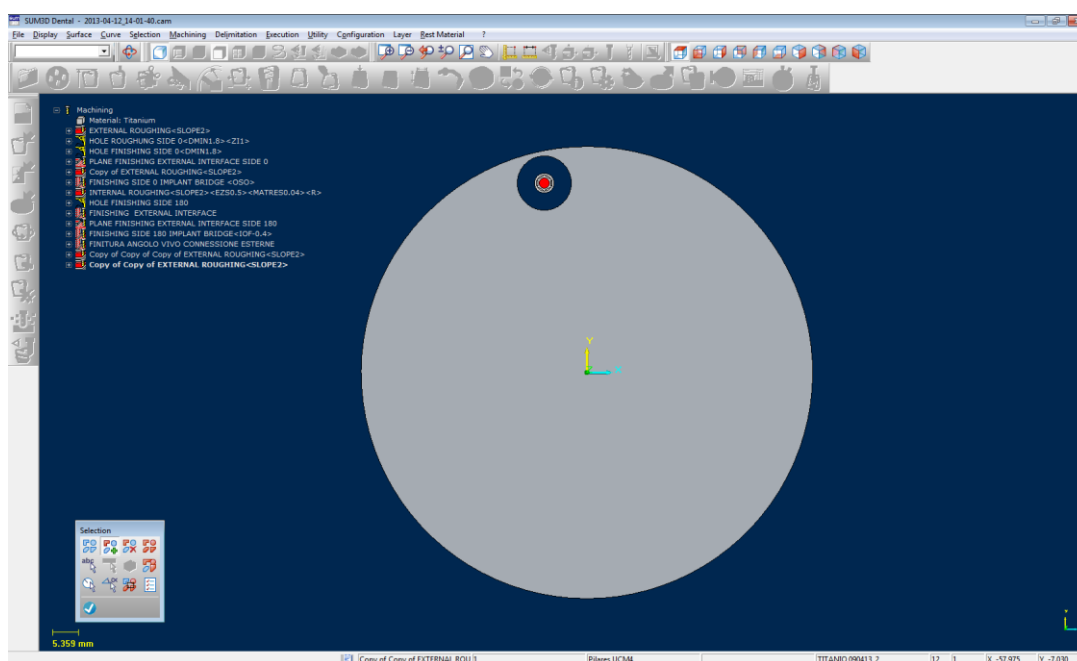 SUM3D Dental - 2013-04-12_14-01-40.cam
File Display Surface Curve Selection Machining Delimitation Execution Utility Configuration Layer Rest Material ?
Machining
Material: Titanium
EXTERNAL ROUGHING<SLOPE2>
HOLE ROUGHUNG SIDE 0<DMIN1.8><ZI1>
HOLE FINISHING SIDE 0<DMIN1.8>
PLANE FINISHING EXTERNAL INTERFACE SIDE 0
Copy of EXTERNAL ROUGHING<SLOPE2>
FINISHING SIDE 0 IMPLANT BRIDGE <OSO>
INTERNAL ROUGHING<SLOPE2><EZS0.5><MATRES0.04><R>
HOLE FINISHING SIDE 180
FINISHING EXTERNAL INTERFACE
PLANE FINISHING EXTERNAL INTERFACE SIDE 180
FINISHING SIDE 180 IMPLANT BRIDGE<IOF-0.4>
FINITURA ANGOLO VIVO CONNESSIONE ESTERNE
Copy of Copy of Copy of EXTERNAL ROUGHING<SLOPE2>
Copy of Copy of EXTERNAL ROUGHING<SLOPE2>
Y
X
Selection
abc
5.359 mm
Copy of Copy of EXTERNAL ROU 1 Pilares UCM4 TITANIO 090413_2 12 1 X -57.975 Y -7.030